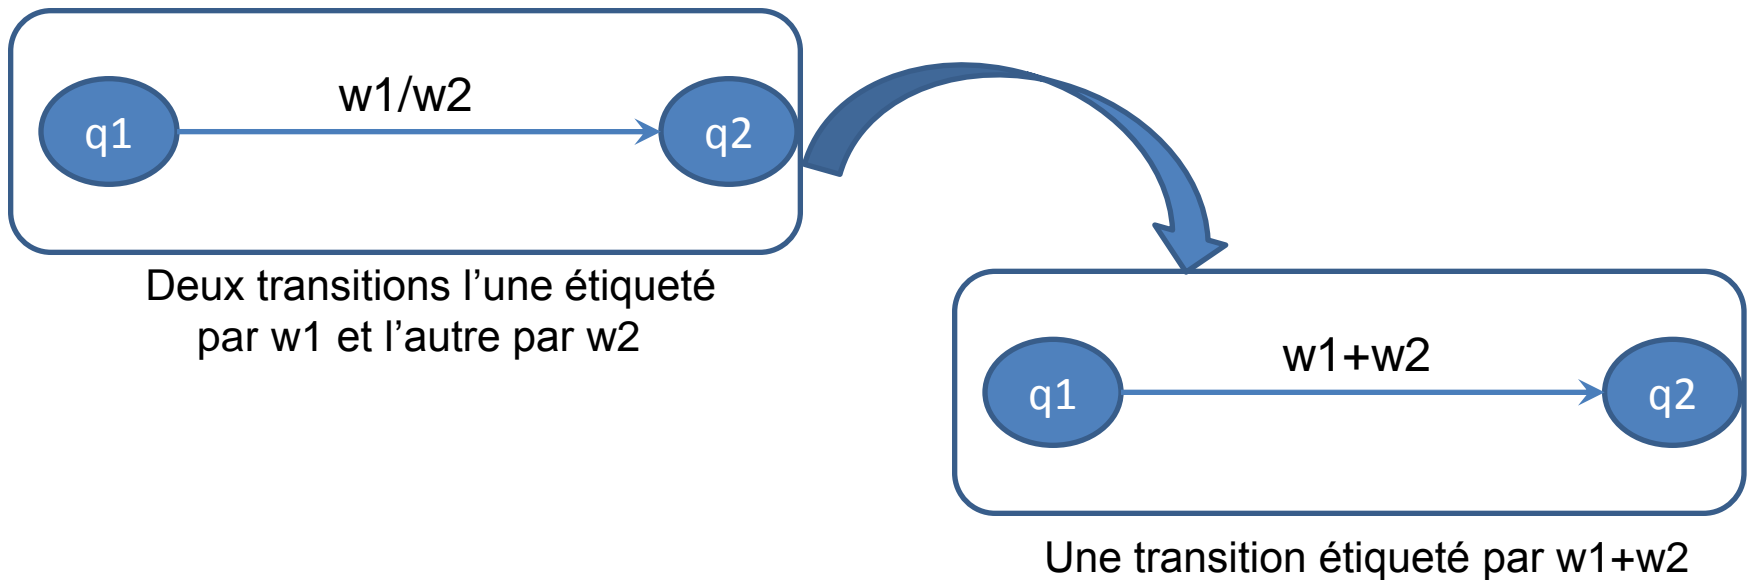 w1/w2
q1
q2
Deux transitions l’une étiqueté
par w1 et l’autre par w2
w1+w2
q1
q2
Une transition étiqueté par w1+w2